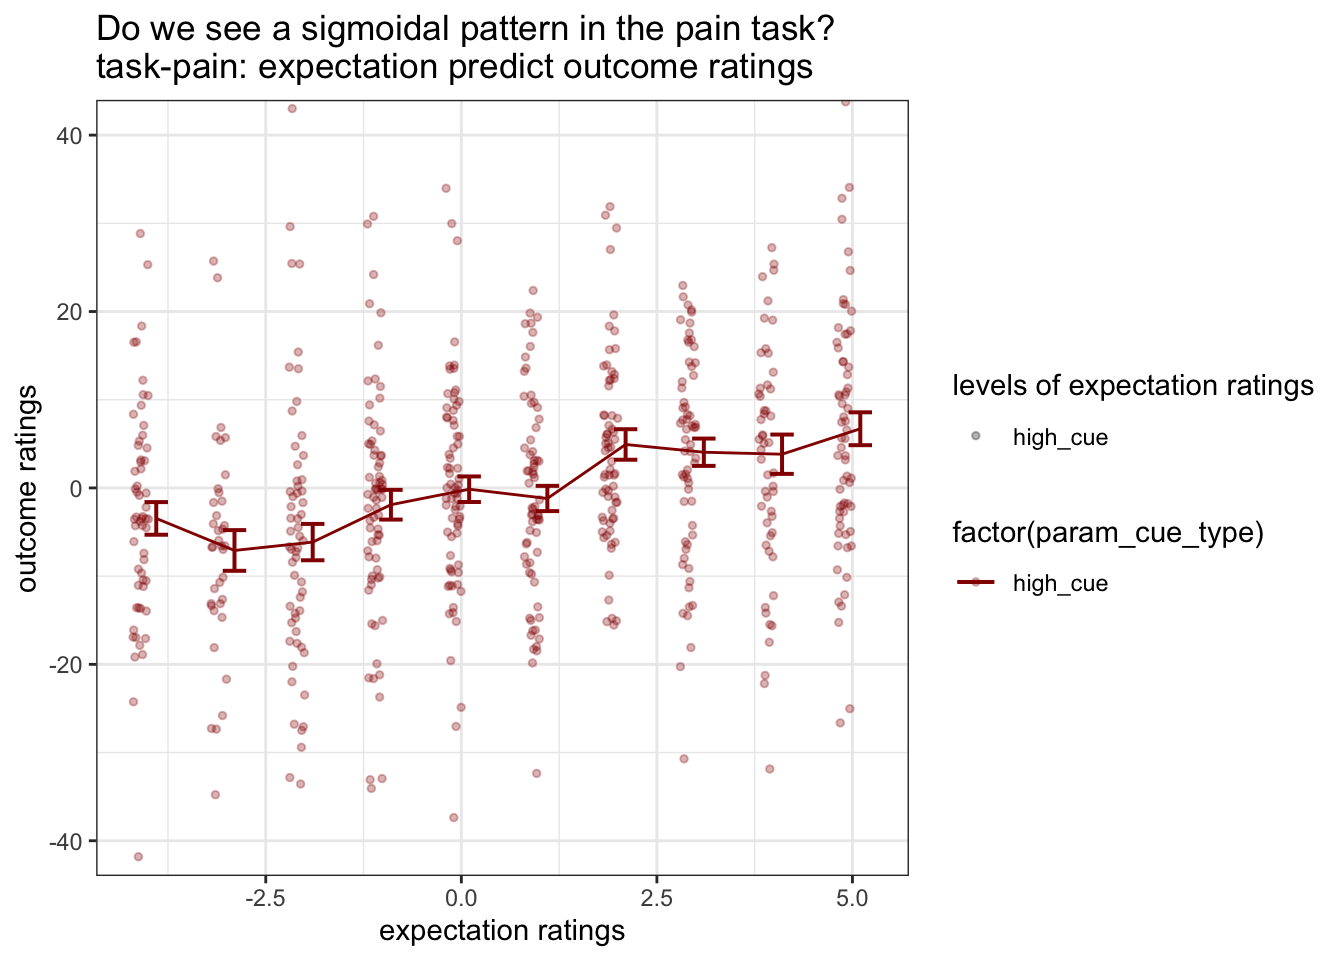 Do we see a sigmoidal pattern in the pain task?
task-pain: expectation predict outcome ratings
outcome ratings
40
20
0
-20
-40
-2.5
0.0
2.5
5.0
expectation ratings
levels of expectation ratings
high_cue
factor(param_cue_type)
high_cue